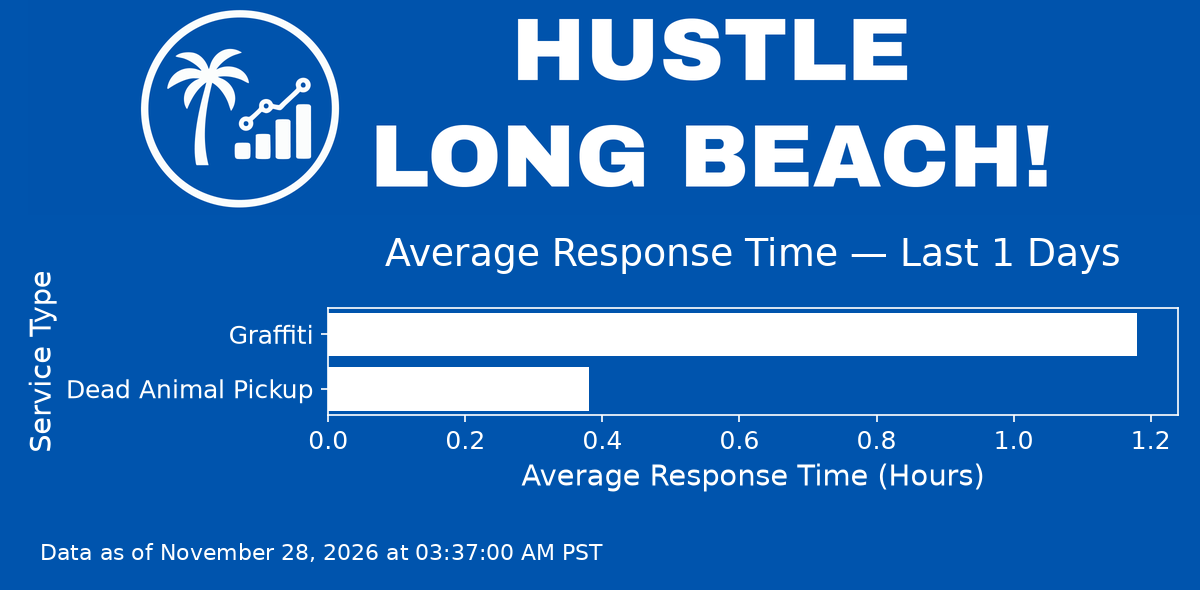 HUSTLE
LONG BEACH!
Average Response Time — Last 1 Days
Service Type
Graffiti
Dead Animal Pickup
0.0 0.2 0.4 0.6 0.8 1.0 1.2
Average Response Time (Hours)
Data as of November 28, 2026 at 03:37:00 AM PST